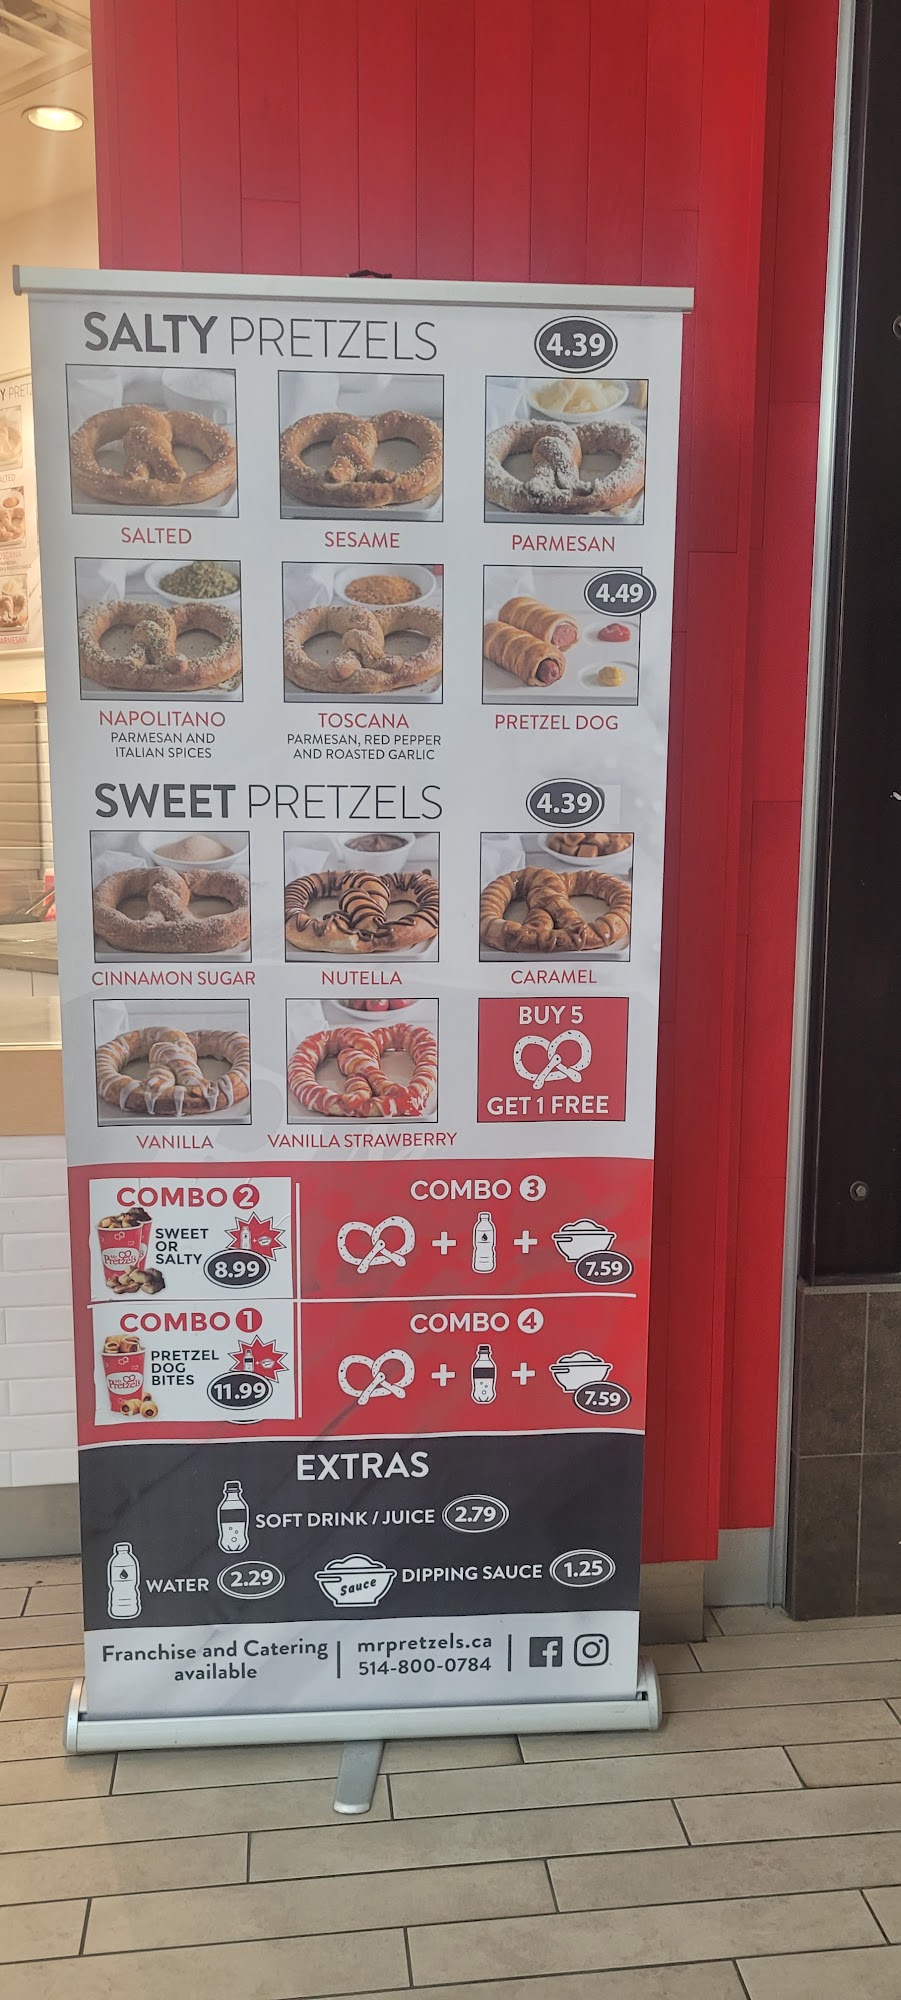 SALTY PRETZELS 4.39
SALTED
SESAME
PARMESAN
4.49
NAPOLITANO
PARMESAN AND
ITALIAN SPICES
TOSCANA
PARMESAN, RED PEPPER
AND ROASTED GARLIC
PRETZEL DOG
SWEET PRETZELS 4.39
CINNAMON SUGAR
NUTELLA
CARAMEL
VANILLA
VANILLA STRAWBERRY
BUY 5
GET 1 FREE
COMBO 2
SWEET
OR
SALTY
8.99
Mr.
Pretzels
COMBO 3
+ +
7.59
COMBO 1
PRETZEL
DOG
BITES
11.99
Mr.
Pretzels
COMBO 4
+ +
7.59
EXTRAS
SOFT DRINK / JUICE 2.79
WATER 2.29
Sauce
DIPPING SAUCE 1.25
Franchise and Catering
available
mrpretzels.ca
514-800-0784